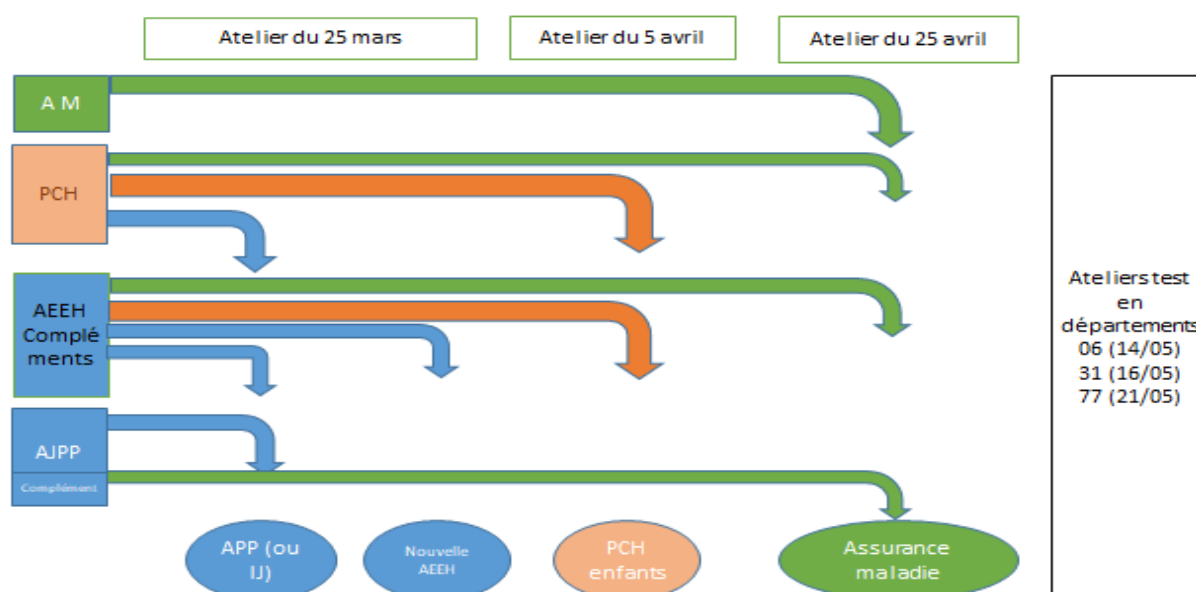 Atelier du 25 mars
Atelier du 5 avril
Atelier du 25 avril
A M
PCH
AEEH
Complé
ments
AJPP
Complément
APP (ou
IJ)
Nouvelle
AEEH
PCH
enfants
Assurance
maladie
Ateliers test
en
départements
06 (14/05)
31 (16/05)
77 (21/05)